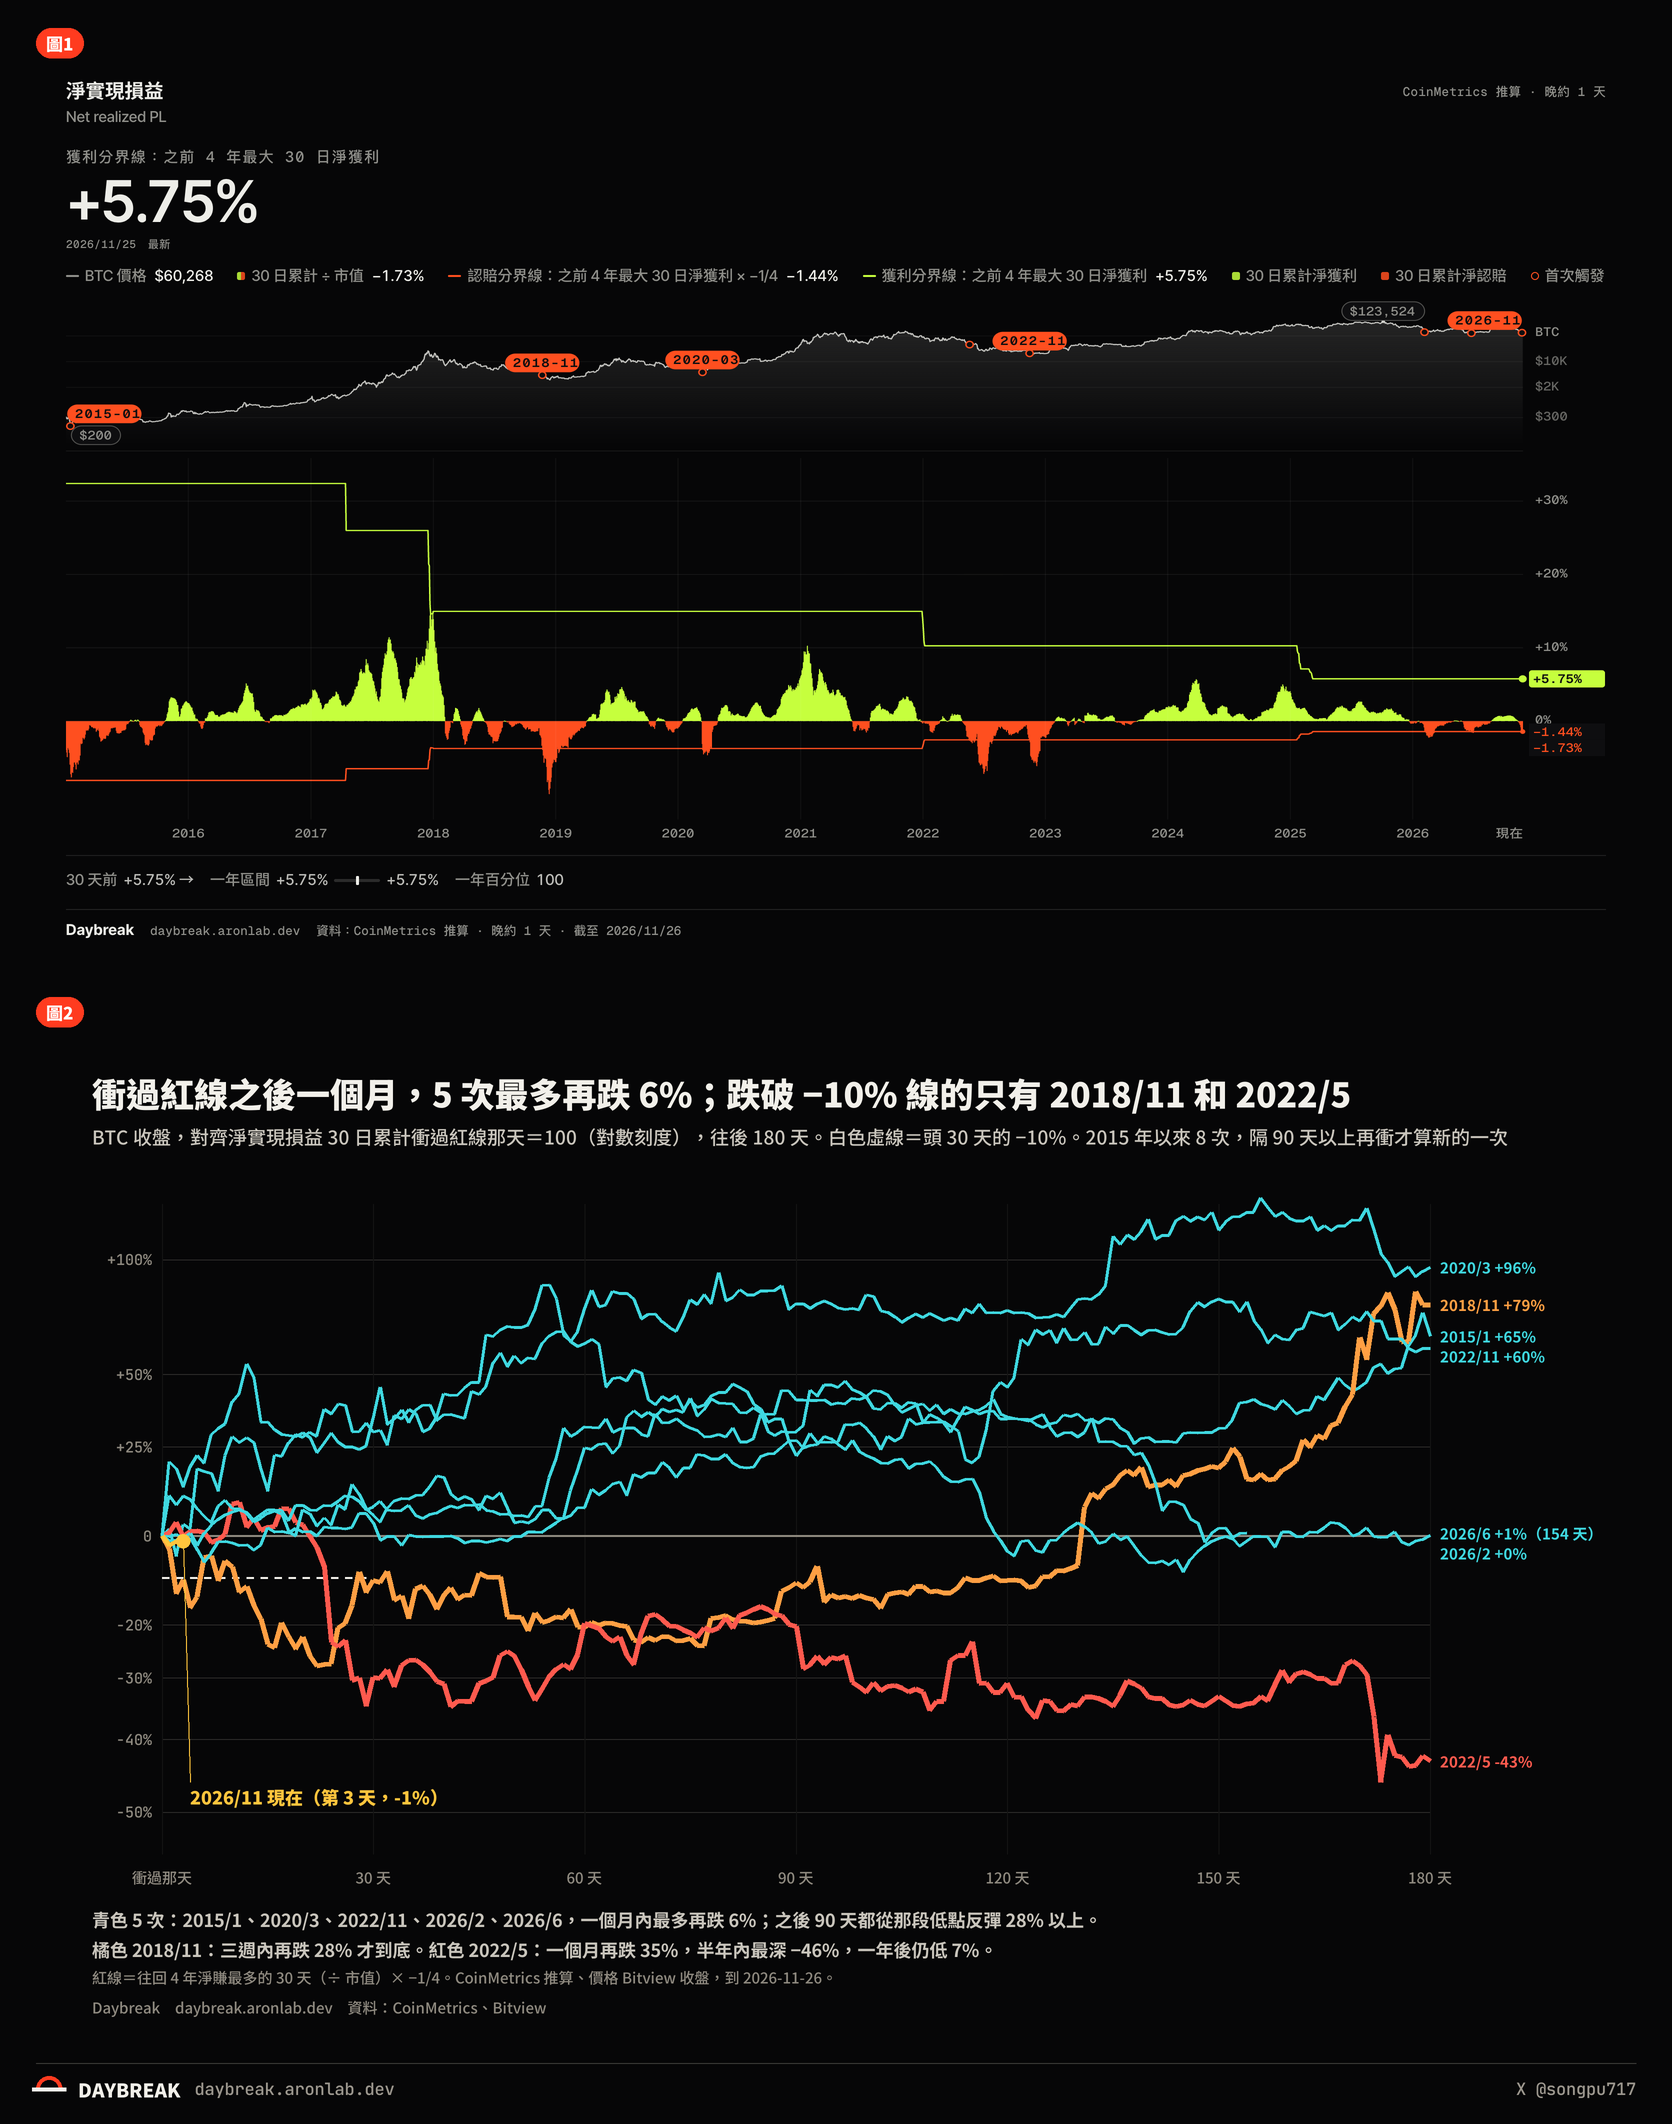 圖1
淨實現損益
CoinMetrics 推算 · 晚約 1 天
Net realized PL
獲利分界線：之前 4 年最大 30 日淨獲利
+5.75%
2026/11/25 最新
BTC 價格 $60,268 30 日累計 ÷ 市值 −1.73% 認賠分界線：之前 4 年最大 30 日淨獲利 × −1/4 −1.44% 獲利分界線：之前 4 年最大 30 日淨獲利 +5.75% 30 日累計淨獲利 30 日累計淨認賠 首次觸發
$123,524
2026-11
BTC
2022-11
2018-11
2020-03
$10K
$2K
2015-01
$300
$200
+30%
+20%
+10%
+5.75%
0%
−1.44%
−1.73%
2016 2017 2018 2019 2020 2021 2022 2023 2024 2025 2026 現在
30 天前 +5.75% → 一年區間 +5.75% +5.75% 一年百分位 100
Daybreak daybreak.aronlab.dev 資料：CoinMetrics 推算 · 晚約 1 天 · 截至 2026/11/26
圖2
衝過紅線之後一個月，5 次最多再跌 6%；跌破 −10% 線的只有 2018/11 和 2022/5
BTC 收盤，對齊淨實現損益 30 日累計衝過紅線那天＝100（對數刻度），往後 180 天。白色虛線＝頭 30 天的 −10%。2015 年以來 8 次，隔 90 天以上再衝才算新的一次
+100%
2020/3 +96%
2018/11 +79%
2015/1 +65%
2022/11 +60%
+50%
+25%
0
2026/6 +1%（154 天）
2026/2 +0%
-20%
-30%
-40%
2022/5 -43%
2026/11 現在（第 3 天，-1%）
-50%
衝過那天 30 天 60 天 90 天 120 天 150 天 180 天
青色 5 次：2015/1、2020/3、2022/11、2026/2、2026/6，一個月內最多再跌 6%；之後 90 天都從那段低點反彈 28% 以上。
橘色 2018/11：三週內再跌 28% 才到底。紅色 2022/5：一個月再跌 35%，半年內最深 −46%，一年後仍低 7%。
紅線＝往回 4 年淨賺最多的 30 天（÷ 市值）× −1/4。CoinMetrics 推算、價格 Bitview 收盤，到 2026-11-26。
Daybreak daybreak.aronlab.dev 資料：CoinMetrics、Bitview
DAYBREAK daybreak.aronlab.dev
X @songpu717